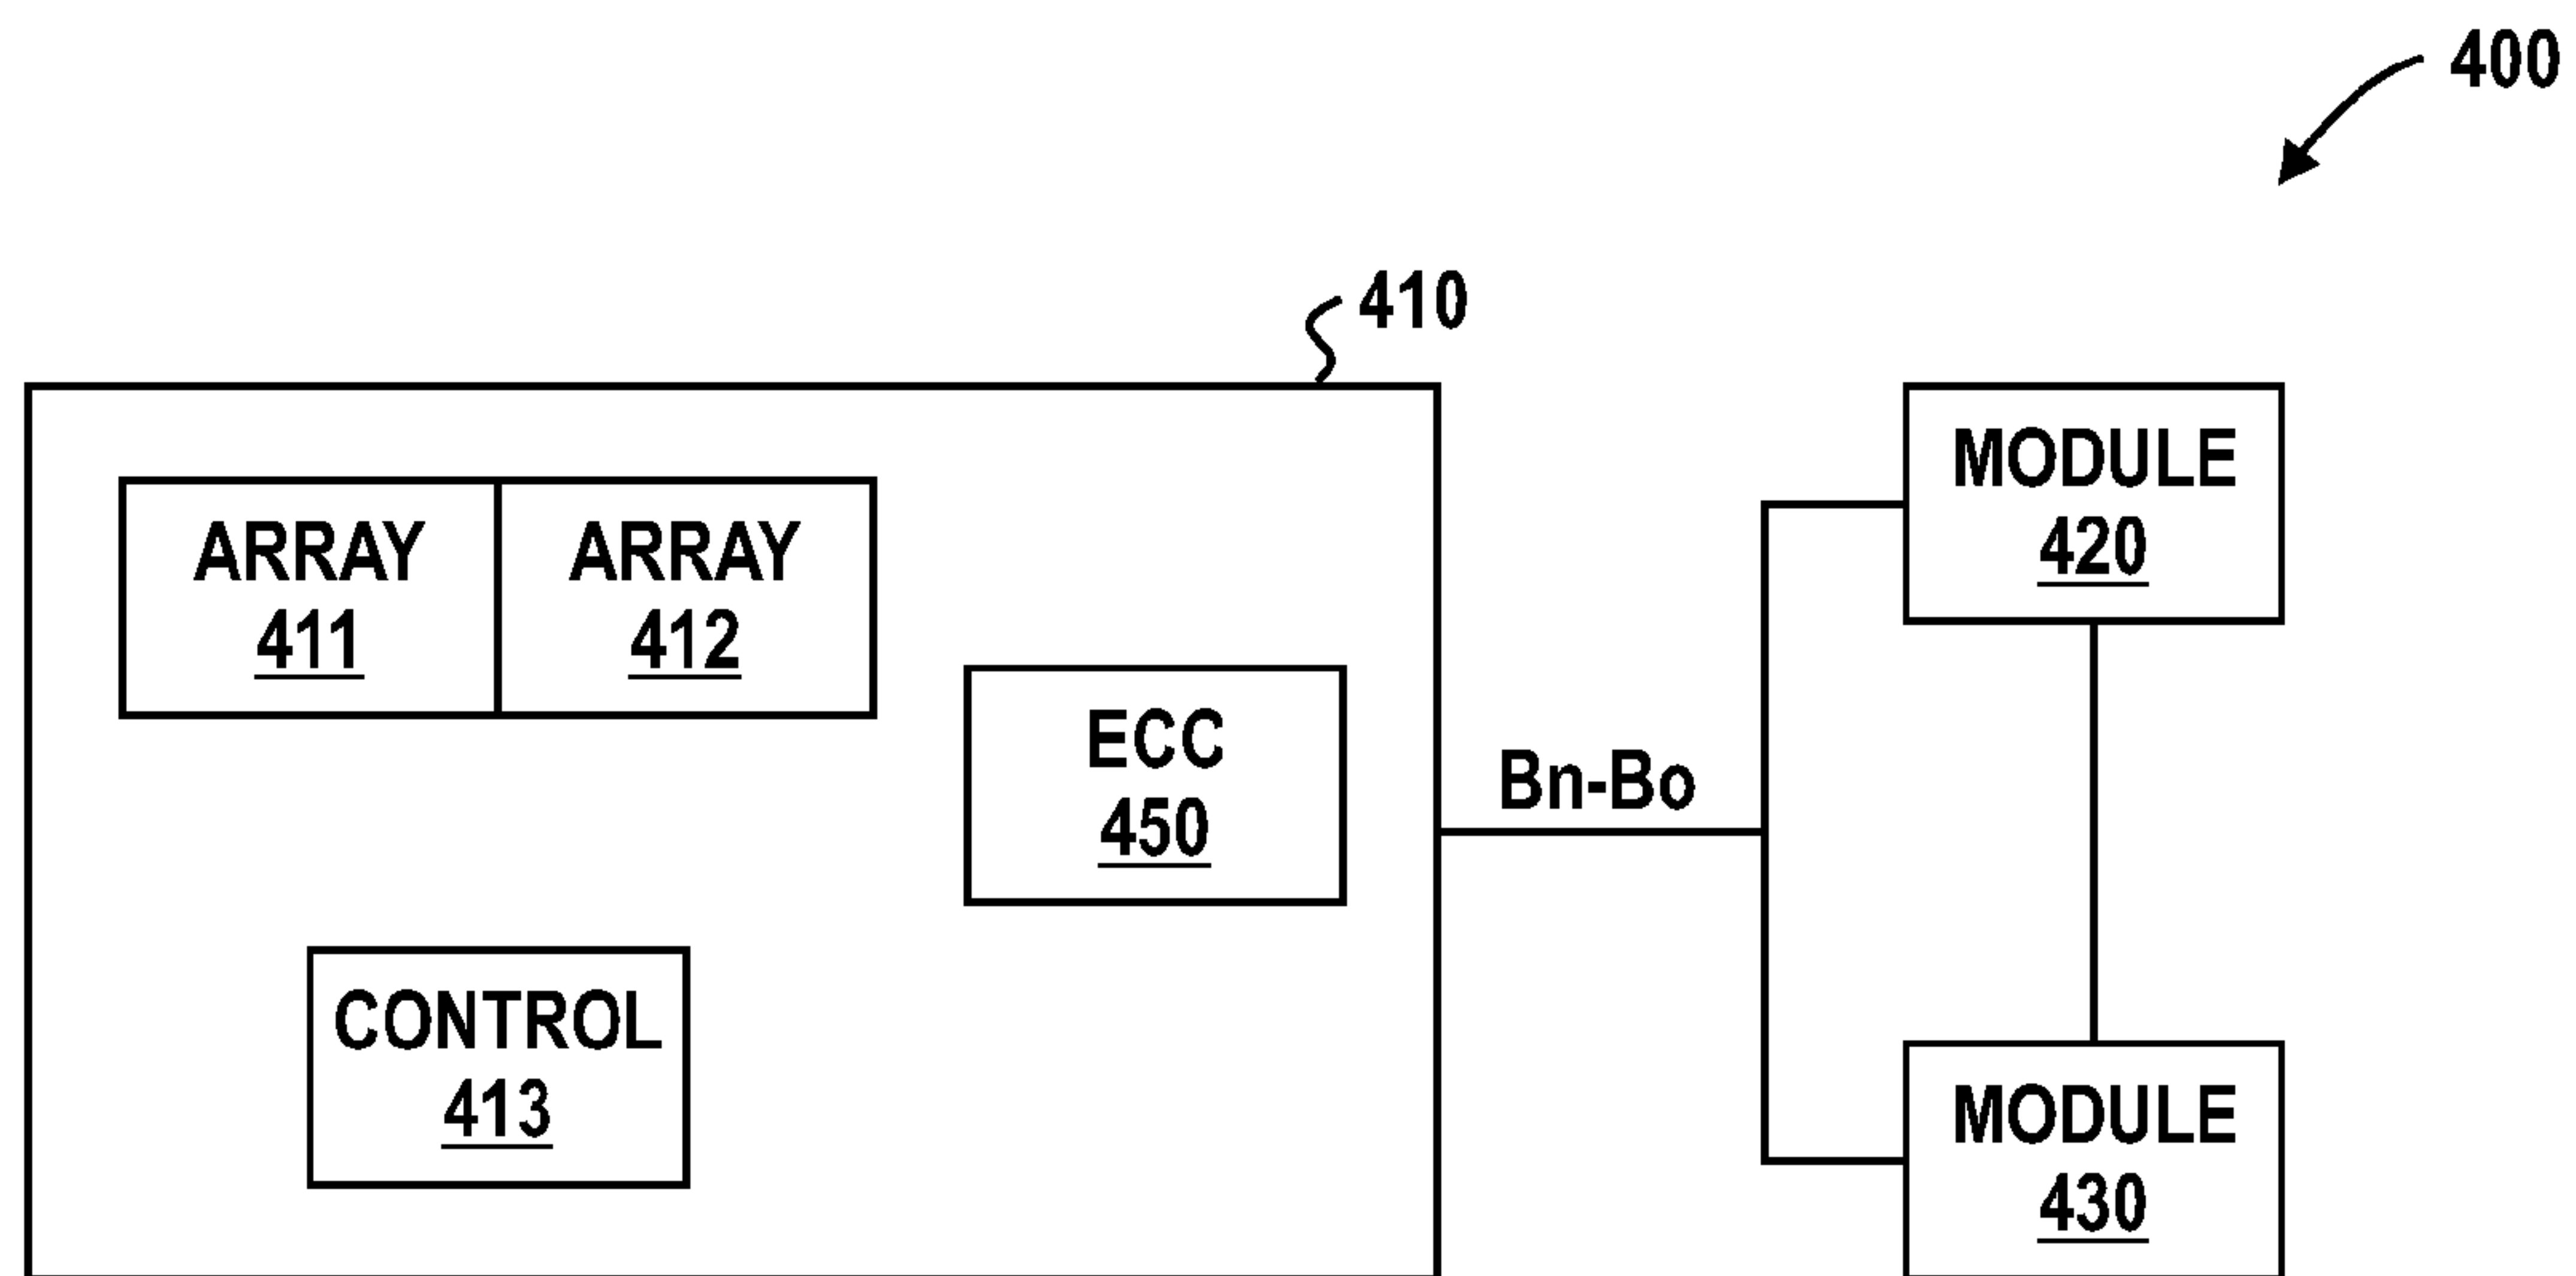 400
410
ARRAY
411
ARRAY
412
ECC
450
CONTROL
413
Bn-Bo
MODULE
420
MODULE
430